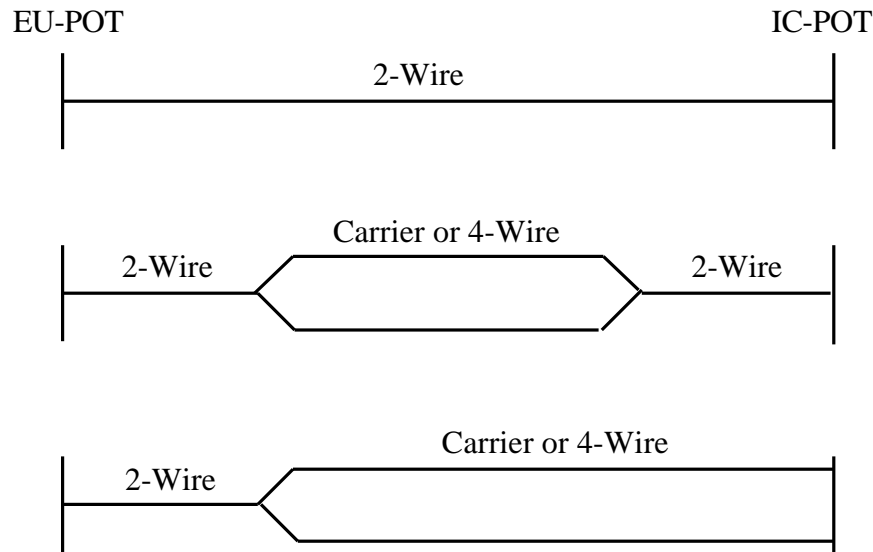 EU-POT IC-POT
2-Wire
Carrier or 4-Wire
2-Wire 2-Wire
Carrier or 4-Wire
2-Wire